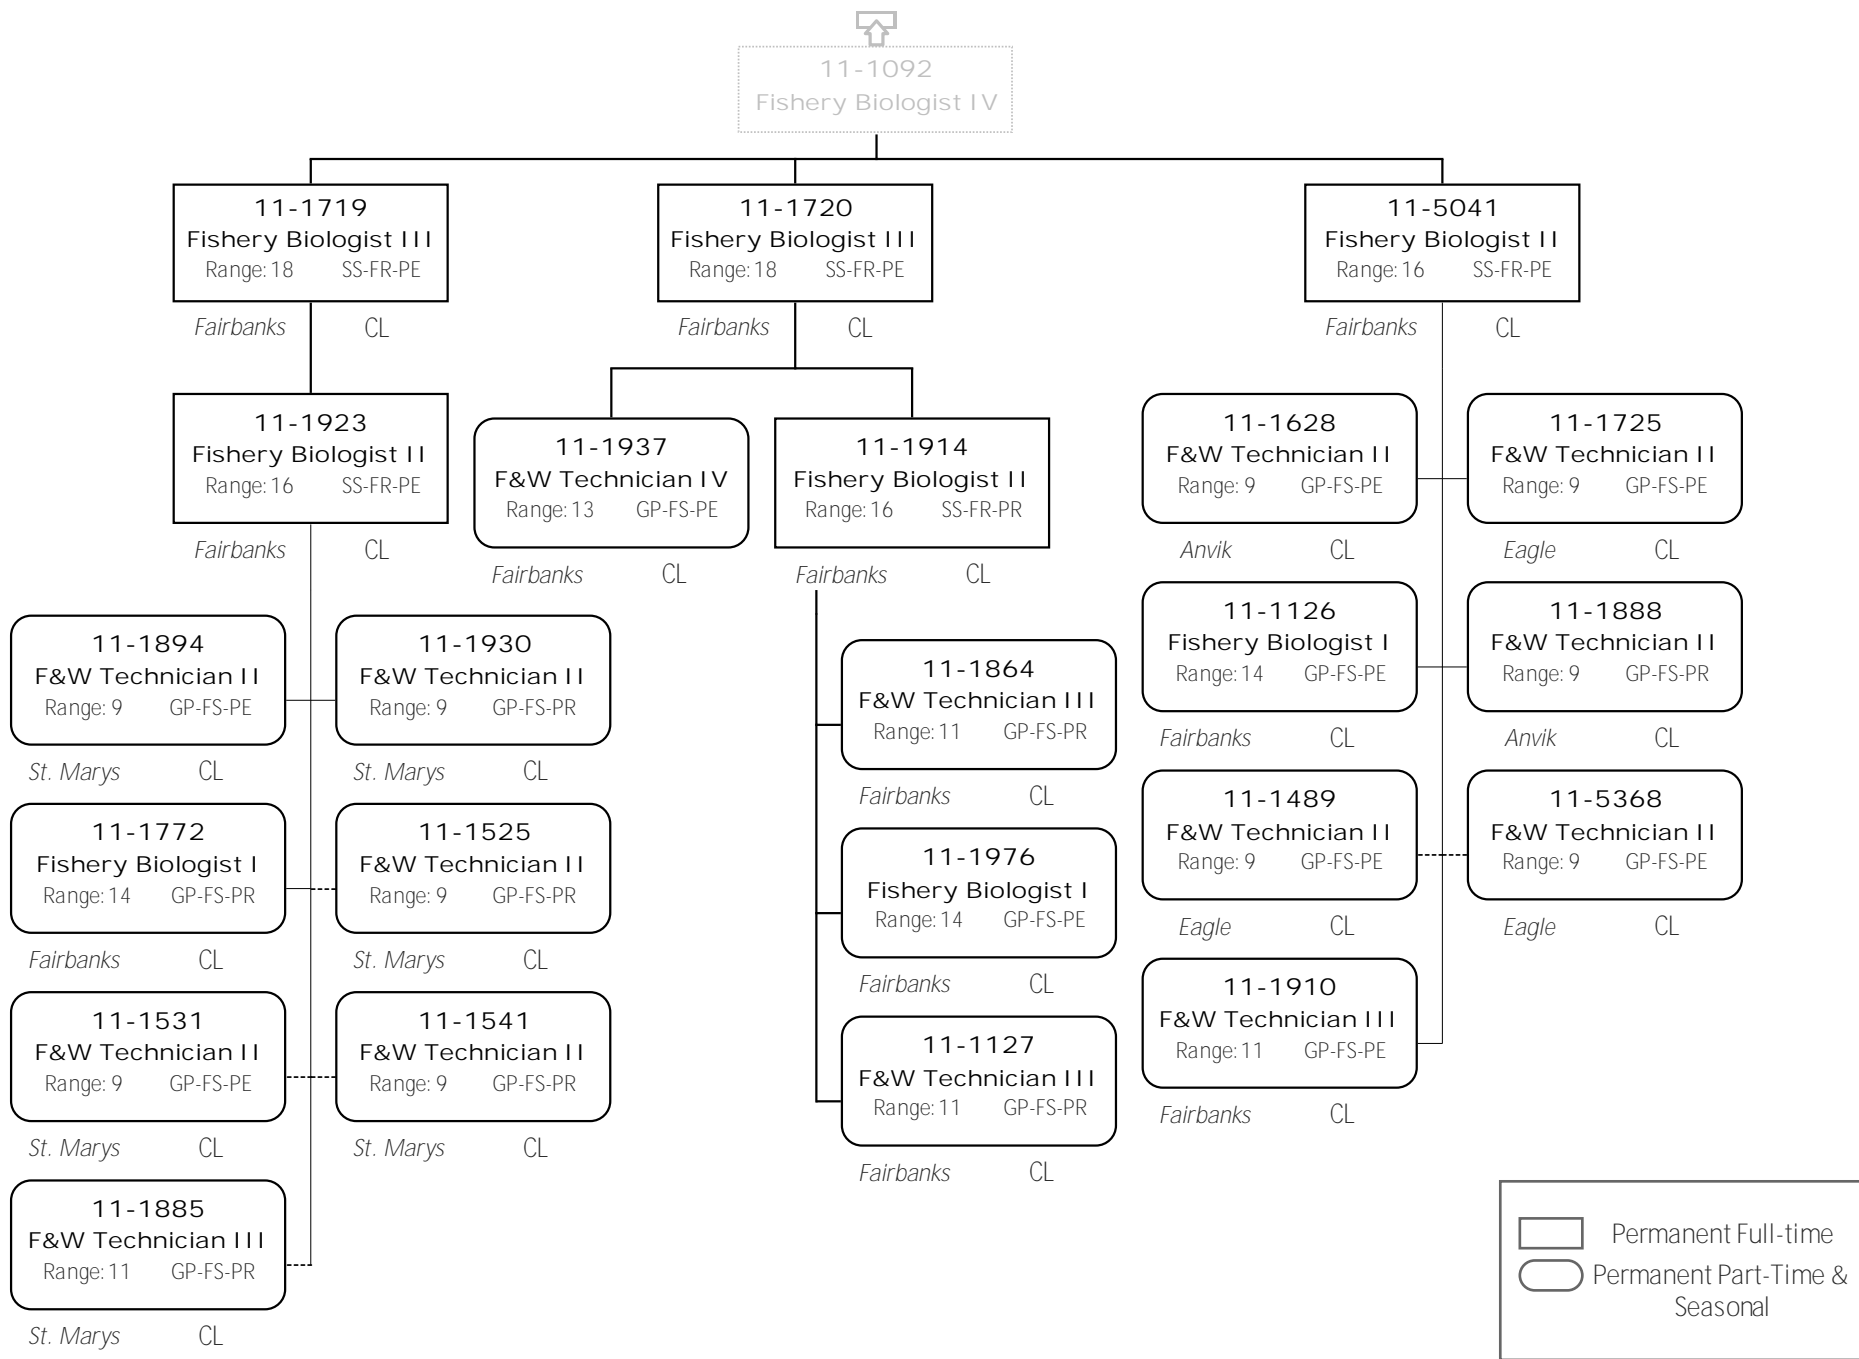 11-1092
Fishery Biologist IV
11-1719
Fishery Biologist III
Range: 18 SS-FR-PE
Fairbanks CL
11-1720
Fishery Biologist III
Range: 18 SS-FR-PE
Fairbanks CL
11-5041
Fishery Biologist II
Range: 16 SS-FR-PE
Fairbanks CL
11-1923
Fishery Biologist II
Range: 16 SS-FR-PE
Fairbanks CL
11-1937
F&W Technician IV
Range: 13 GP-FS-PE
Fairbanks CL
11-1914
Fishery Biologist II
Range: 16 SS-FR-PR
Fairbanks CL
11-1628
F&W Technician II
Range: 9 GP-FS-PE
Anvik CL
11-1725
F&W Technician II
Range: 9 GP-FS-PE
Eagle CL
11-1894
F&W Technician II
Range: 9 GP-FS-PE
St. Marys CL
11-1930
F&W Technician II
Range: 9 GP-FS-PR
St. Marys CL
11-1864
F&W Technician III
Range: 11 GP-FS-PR
Fairbanks CL
11-1126
Fishery Biologist I
Range: 14 GP-FS-PE
Fairbanks CL
11-1888
F&W Technician II
Range: 9 GP-FS-PR
Anvik CL
11-1772
Fishery Biologist I
Range: 14 GP-FS-PR
Fairbanks CL
11-1525
F&W Technician II
Range: 9 GP-FS-PR
St. Marys CL
11-1976
Fishery Biologist I
Range: 14 GP-FS-PE
Fairbanks CL
11-1489
F&W Technician II
Range: 9 GP-FS-PE
Eagle CL
11-5368
F&W Technician II
Range: 9 GP-FS-PE
Eagle CL
11-1531
F&W Technician II
Range: 9 GP-FS-PE
St. Marys CL
11-1541
F&W Technician II
Range: 9 GP-FS-PR
St. Marys CL
11-1127
F&W Technician III
Range: 11 GP-FS-PR
Fairbanks CL
11-1910
F&W Technician III
Range: 11 GP-FS-PE
Fairbanks CL
11-1885
F&W Technician III
Range: 11 GP-FS-PR
St. Marys CL
Permanent Full-time
Permanent Part-Time &
Seasonal